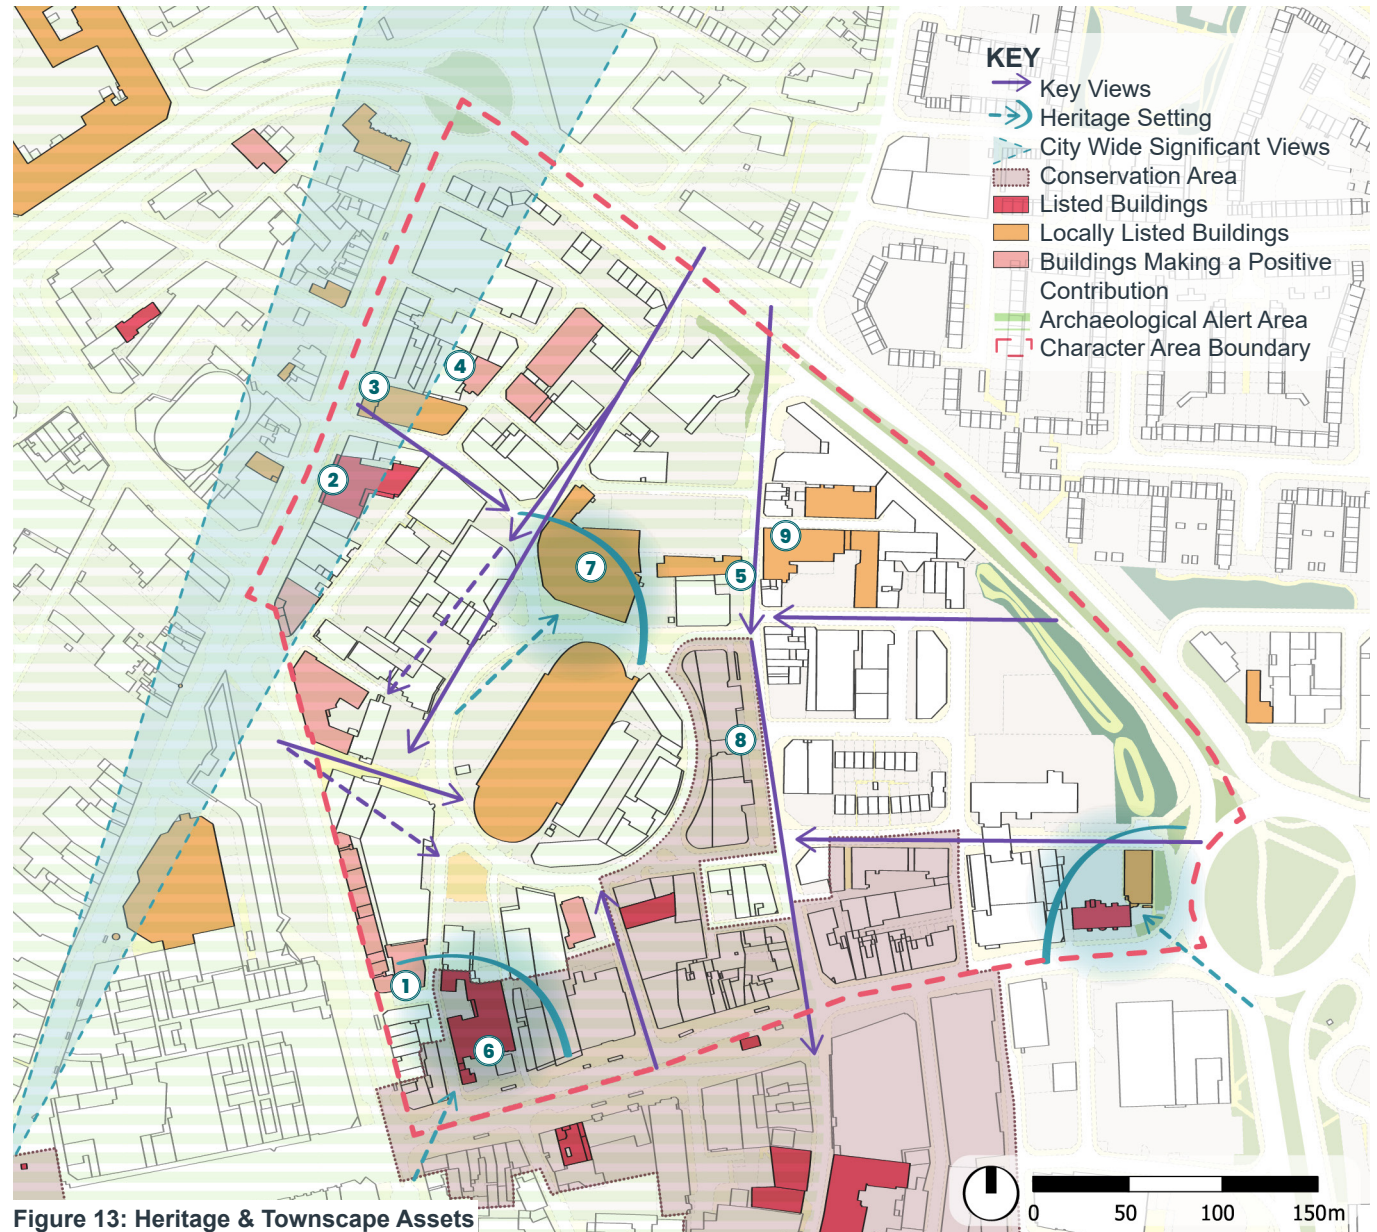 KEY
Key Views
Heritage Setting
City Wide Significant Views
Conservation Area
Listed Buildings
Locally Listed Buildings
Buildings Making a Positive
Contribution
Archaeological Alert Area
Character Area Boundary
4
3
2
9
7
5
8
1
6
0 50 100 150m
Figure 13: Heritage & Townscape Assets